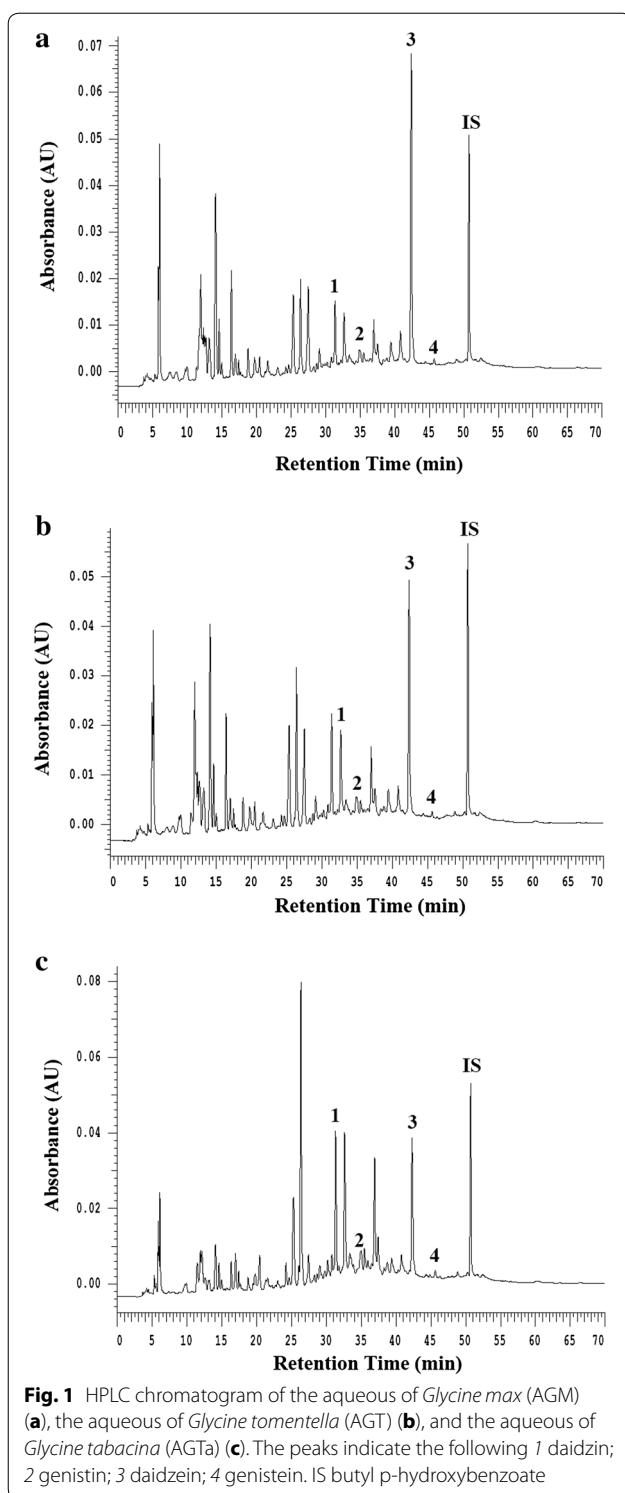 a
3
IS
1
2
4
0.07
0.06
0.05
0.04
0.03
0.02
0.01
0.00
Absorbance (AU)
0 5 10 15 20 25 30 35 40 45 50 55 60 65 70
Retention Time (min)
b
IS
3
1
2
4
0.05
0.04
0.03
0.02
0.01
0.00
Absorbance (AU)
0 5 10 15 20 25 30 35 40 45 50 55 60 65 70
Retention Time (min)
c
IS
1
3
2
4
0.08
0.06
0.04
0.02
0.00
Absorbance (AU)
0 5 10 15 20 25 30 35 40 45 50 55 60 65 70
Retention Time (min)
Fig. 1 HPLC chromatogram of the aqueous of Glycine max (AGM)
(a), the aqueous of Glycine tomentella (AGT) (b), and the aqueous of
Glycine tabacina (AGTa) (c). The peaks indicate the following 1 daidzin;
2 genistin; 3 daidzein; 4 genistein. IS butyl p-hydroxybenzoate